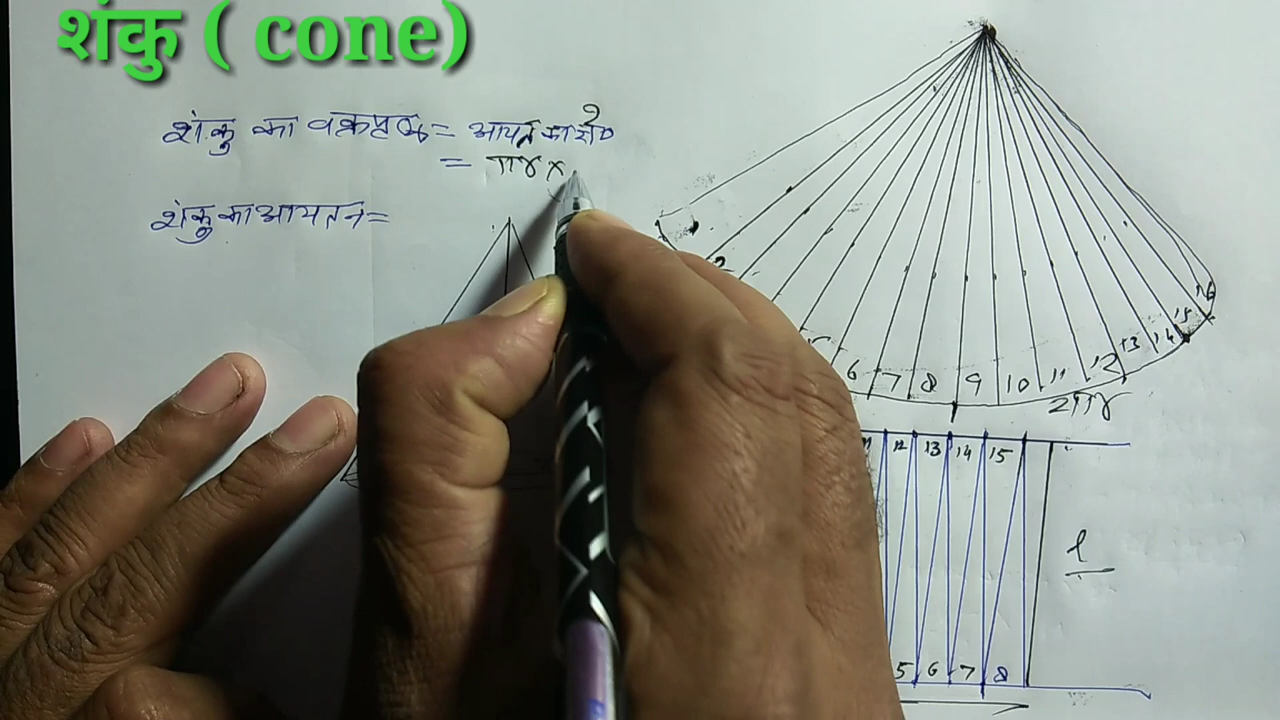 शंकु ( cone)
शंकु का वक्रपृष्ठ = आयत का क्षे०
= πr ×
शंकु का आयतन =
6 7 8 9 10 11 12 13 14 15 16
2πr
12 13 14 15
l
5 6 7 8